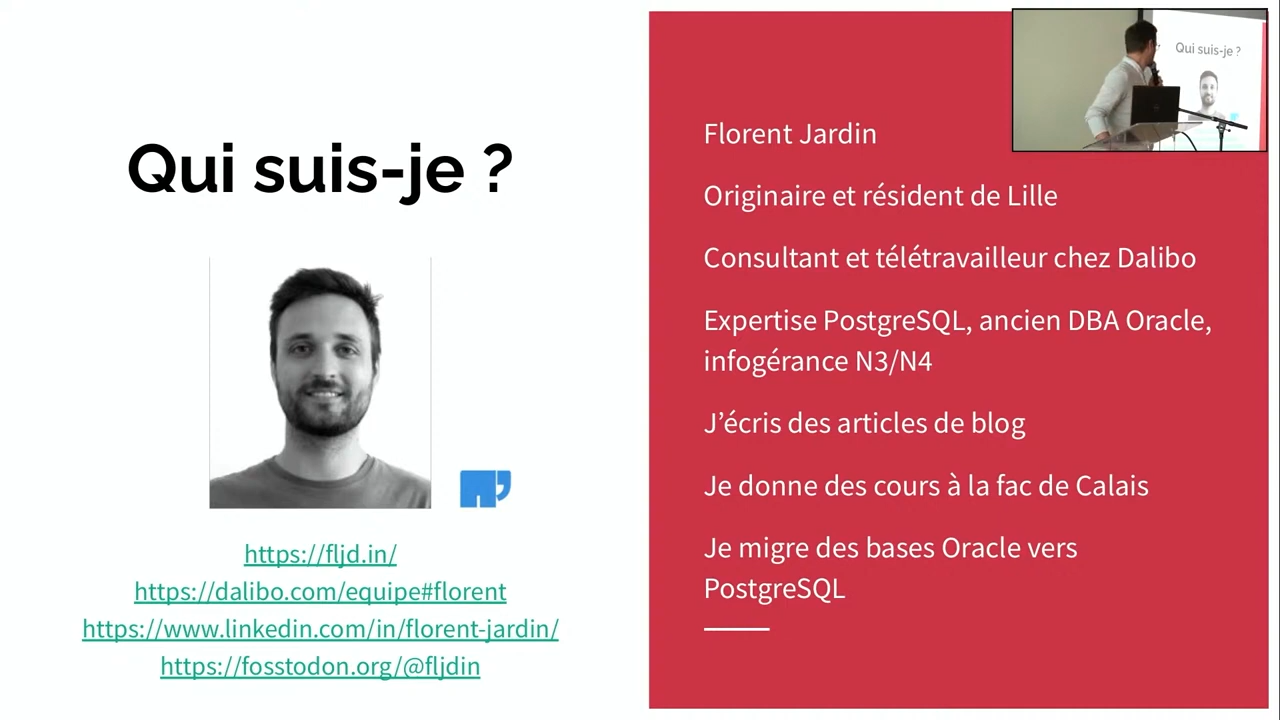 Qui suis-je ?
https://fljd.in/
https://dalibo.com/equipe#florent
https://www.linkedin.com/in/florent-jardin/
https://fosstodon.org/@fljdin
Florent Jardin
Originaire et résident de Lille
Consultant et télétravailleur chez Dalibo
Expertise PostgreSQL, ancien DBA Oracle,
infogérance N3/N4
J’écris des articles de blog
Je donne des cours à la fac de Calais
Je migre des bases Oracle vers
PostgreSQL
Qui suis-je ?